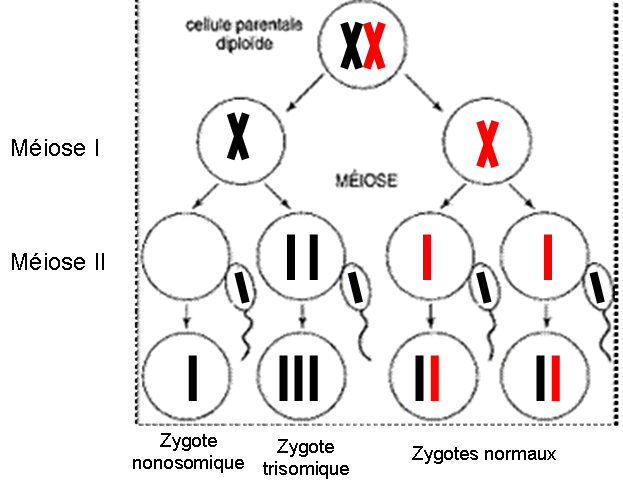 cellule parentale
diploïde
Méiose I
MÉIOSE
Méiose II
Zygote
nonosomique
Zygote
trisomique
Zygotes normaux